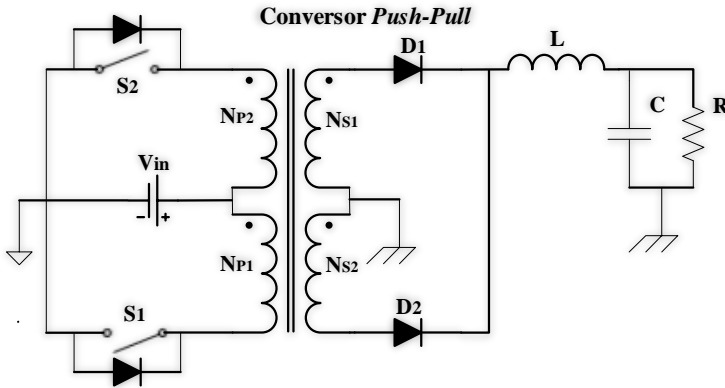 Conversor Push-Pull
D1
L
S2
NP2
NS1
C
R
Vin
- +
NP1
NS2
S1
D2